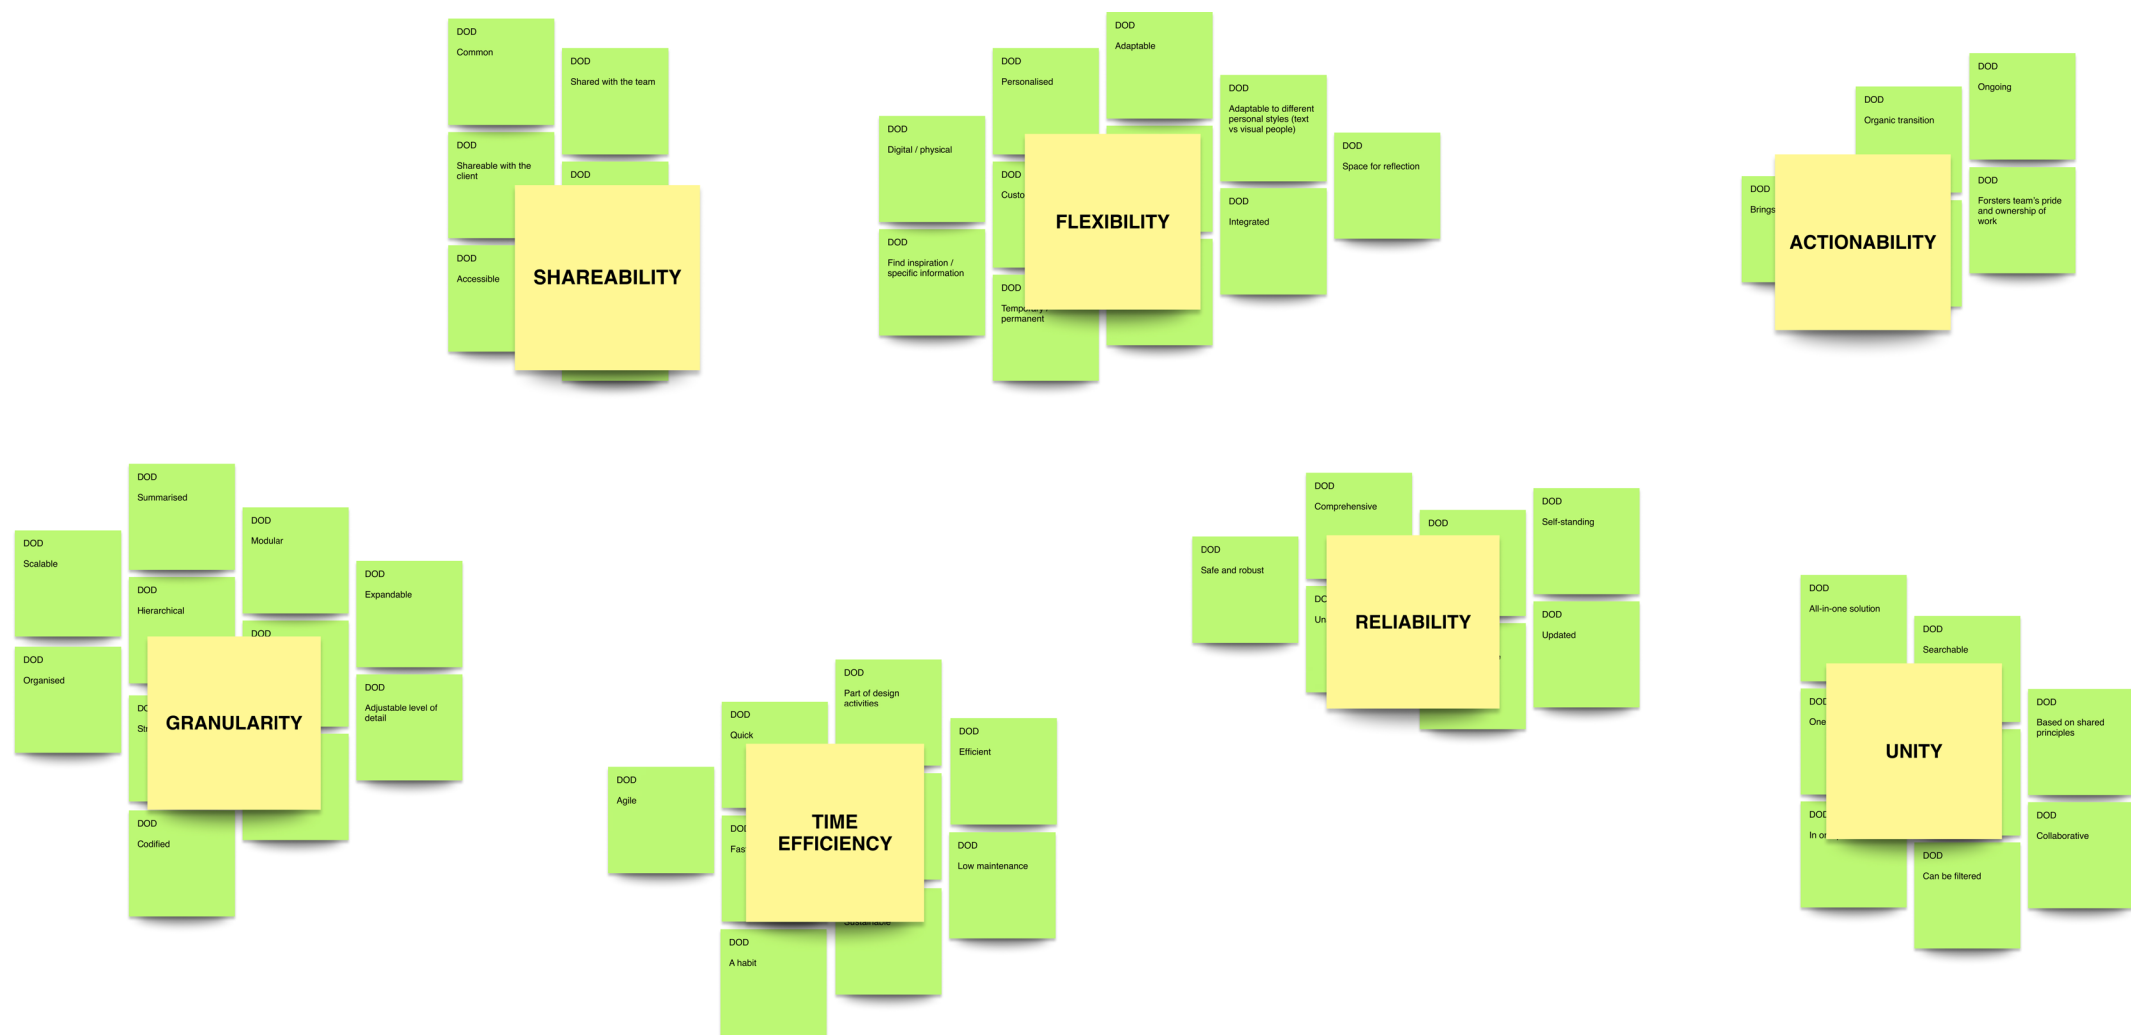 DOD
Common
DOD
Shared with the team
DOD
Shareable with the
client
DOD
DOD
Accessible
SHAREABILITY
DOD
Adaptable
DOD
Personalised
DOD
Adaptable to different
personal styles (text
vs visual people)
DOD
Digital / physical
DOD
Space for reflection
DOD
DOD
Integrated
FLEXIBILITY
DOD
Find inspiration /
specific information
DOD
permanent
DOD
Ongoing
DOD
Organic transition
DOD
Brings
DOD
Forsters team's pride
and ownership of
work
ACTIONABILITY
DOD
Summarised
DOD
Modular
DOD
Scalable
DOD
Expandable
DOD
Hierarchical
DOD
DOD
Organised
DOD
Adjustable level of
detail
GRANULARITY
DOD
Codified
DOD
Part of design
activities
DOD
Quick
DOD
Efficient
DOD
Agile
TIME
EFFICIENCY
DOD
Low maintenance
Sustainable
DOD
A habit
DOD
Comprehensive
DOD
Self-standing
DOD
DOD
Safe and robust
RELIABILITY
DOD
Updated
DOD
All-in-one solution
DOD
Searchable
One
DOD
Based on shared
principles
UNITY
DOD
Collaborative
In
DOD
Can be filtered